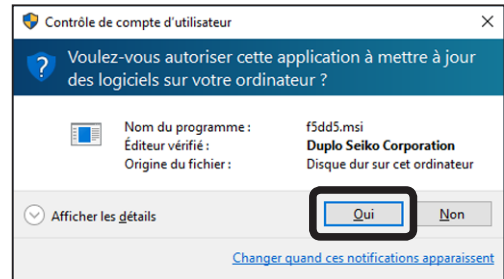 Contrôle de compte d'utilisateur
Voulez-vous autoriser cette application à mettre à jour
des logiciels sur votre ordinateur ?
Nom du programme : f5dd5.msi
Éditeur vérifié : Duplo Seiko Corporation
Origine du fichier : Disque dur sur cet ordinateur
Afficher les détails
Oui
Non
Changer quand ces notifications apparaissent